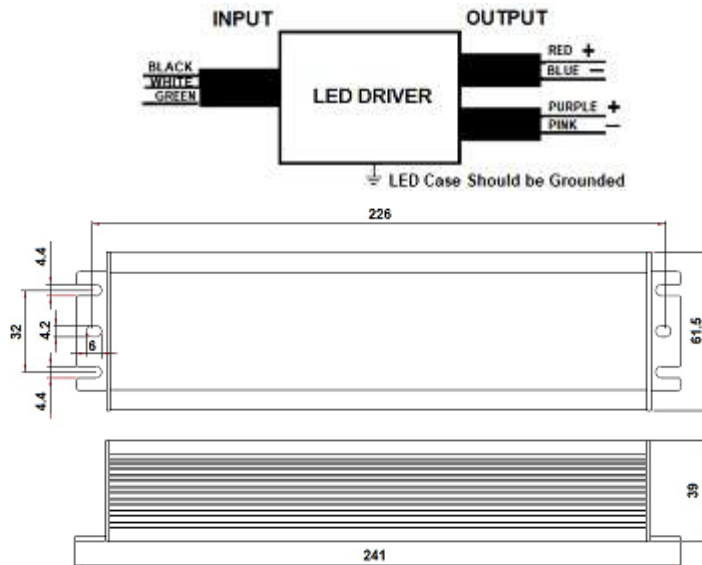 INPUT
OUTPUT
BLACK
WHITE
GREEN
LED DRIVER
RED +
BLUE −
PURPLE +
PINK −
LED Case Should be Grounded
226
4.4
32
4.2
6
4.4
61.5
39
241